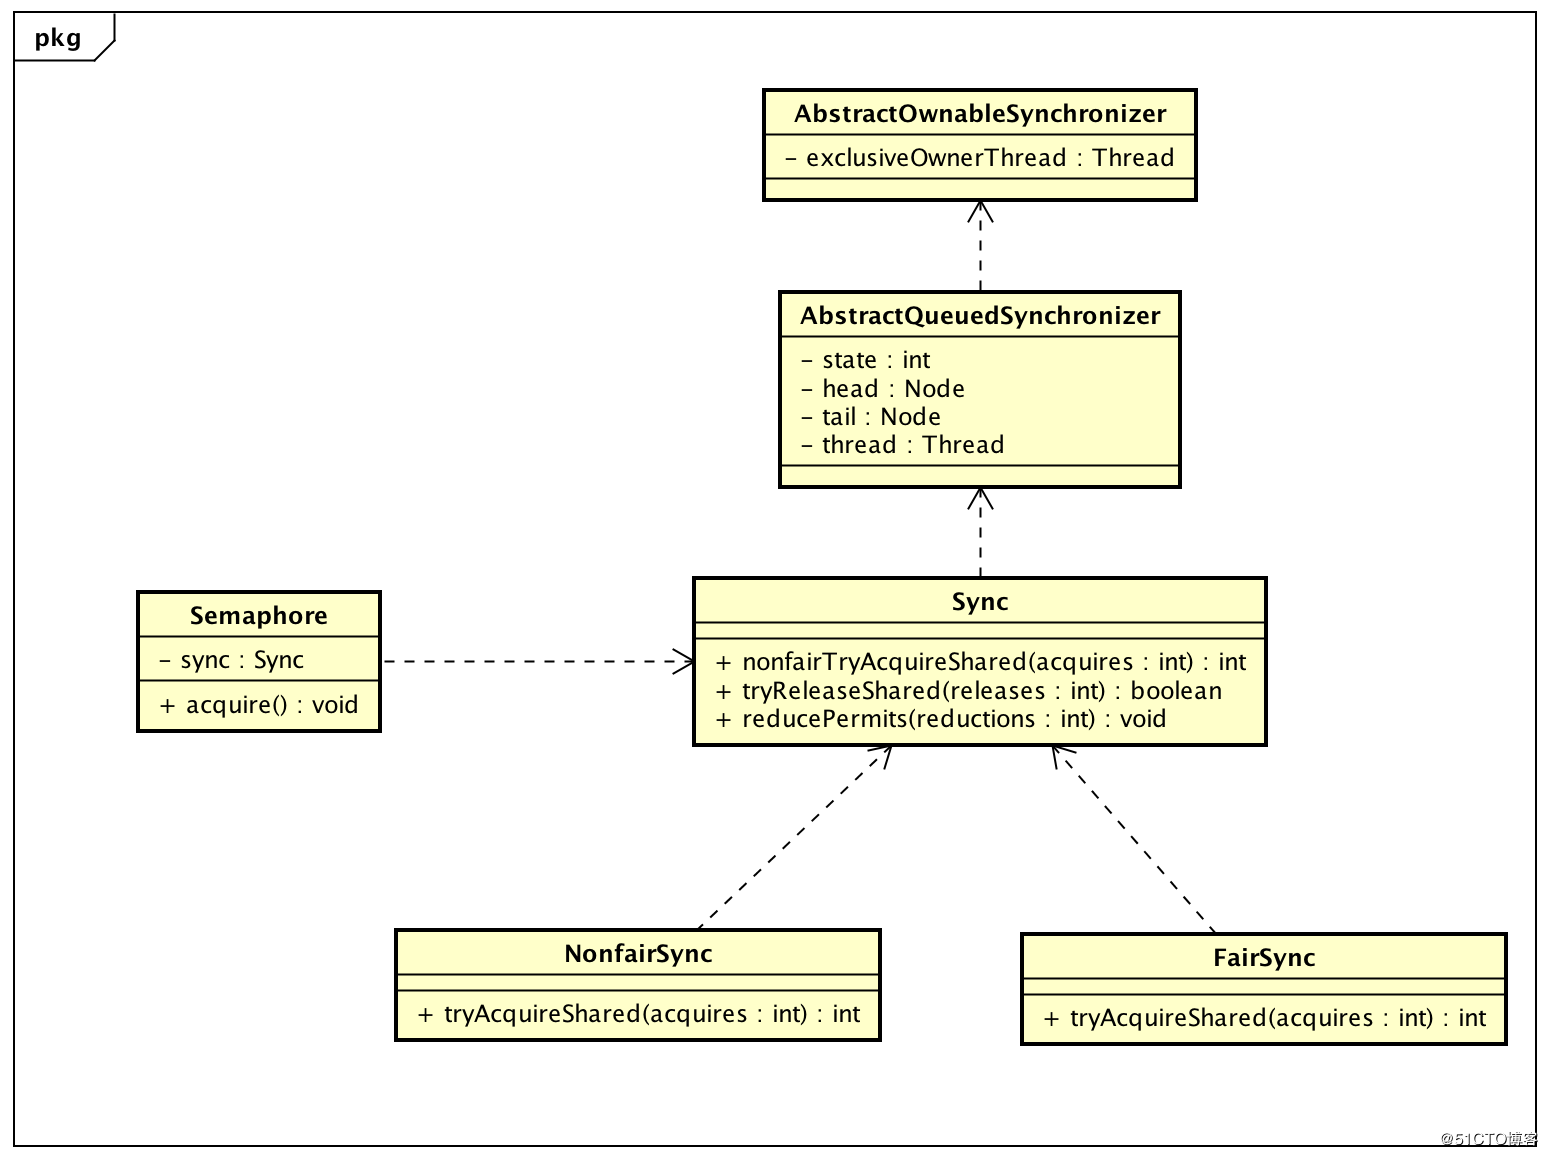 pkg
AbstractOwnableSynchronizer
- exclusiveOwnerThread : Thread
AbstractQueuedSynchronizer
- state : int
- head : Node
- tail : Node
- thread : Thread
Semaphore
- sync : Sync
+ acquire() : void
Sync
+ nonfairTryAcquireShared(acquires : int) : int
+ tryReleaseShared(releases : int) : boolean
+ reducePermits(reductions : int) : void
NonfairSync
+ tryAcquireShared(acquires : int) : int
FairSync
+ tryAcquireShared(acquires : int) : int
@51CTO博客